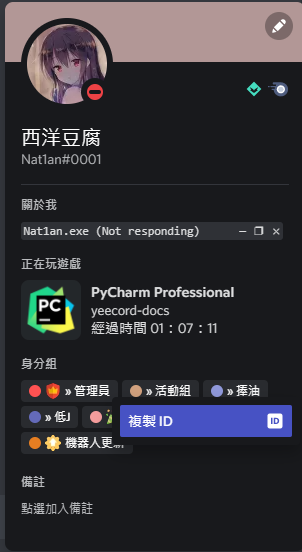 西洋豆腐
Nat1an#0001
關於我
Nat1an.exe (Not responding) — ❐ ×
正在玩遊戲
PC
PyCharm Professional
yeecord-docs
經過時間 01：07：11
身分組
» 管理員 » 活動組 » 捧油
» 低J
複製 ID ID
機器人更新
備註
點選加入備註